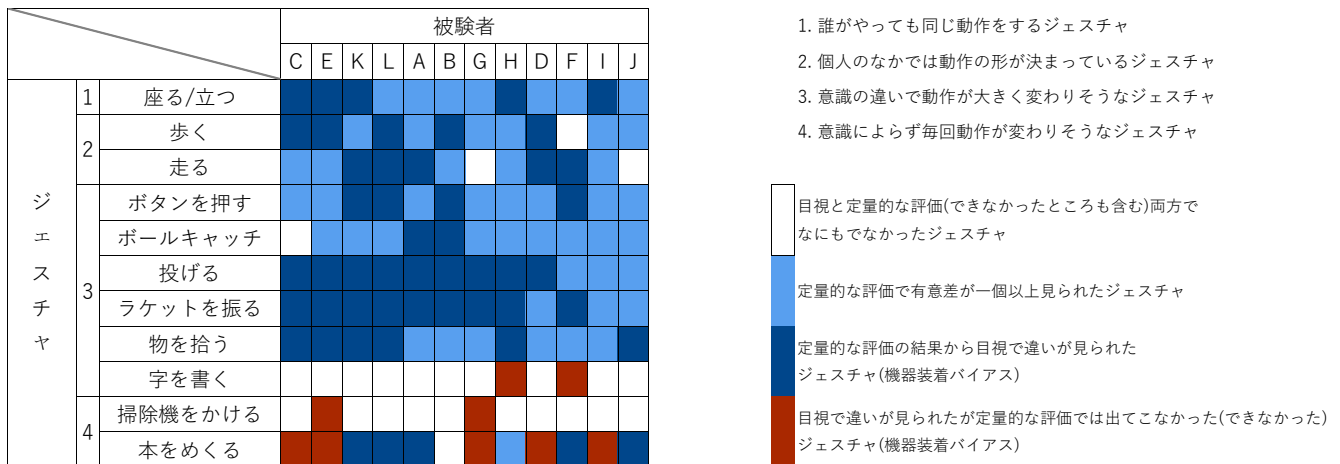 被験者
C E K L A B G H D F I J
ジェスチャ
1 座る/立つ
2 歩く
走る
3 ボタンを押す
ボールキャッチ
投げる
ラケットを振る
物を拾う
字を書く
4 掃除機をかける
本をめくる
1. 誰がやっても同じ動作をするジェスチャ
2. 個人のなかでは動作の形が決まっているジェスチャ
3. 意識の違いで動作が大きく変わりそうなジェスチャ
4. 意識によらず毎回動作が変わりそうなジェスチャ
目視と定量的な評価(できなかったところも含む)両方で
なにもでなかったジェスチャ
定量的な評価で有意差が一個以上見られたジェスチャ
定量的な評価の結果から目視で違いが見られた
ジェスチャ(機器装着バイアス)
目視で違いが見られたが定量的な評価では出てこなかった(できなかった)
ジェスチャ(機器装着バイアス)